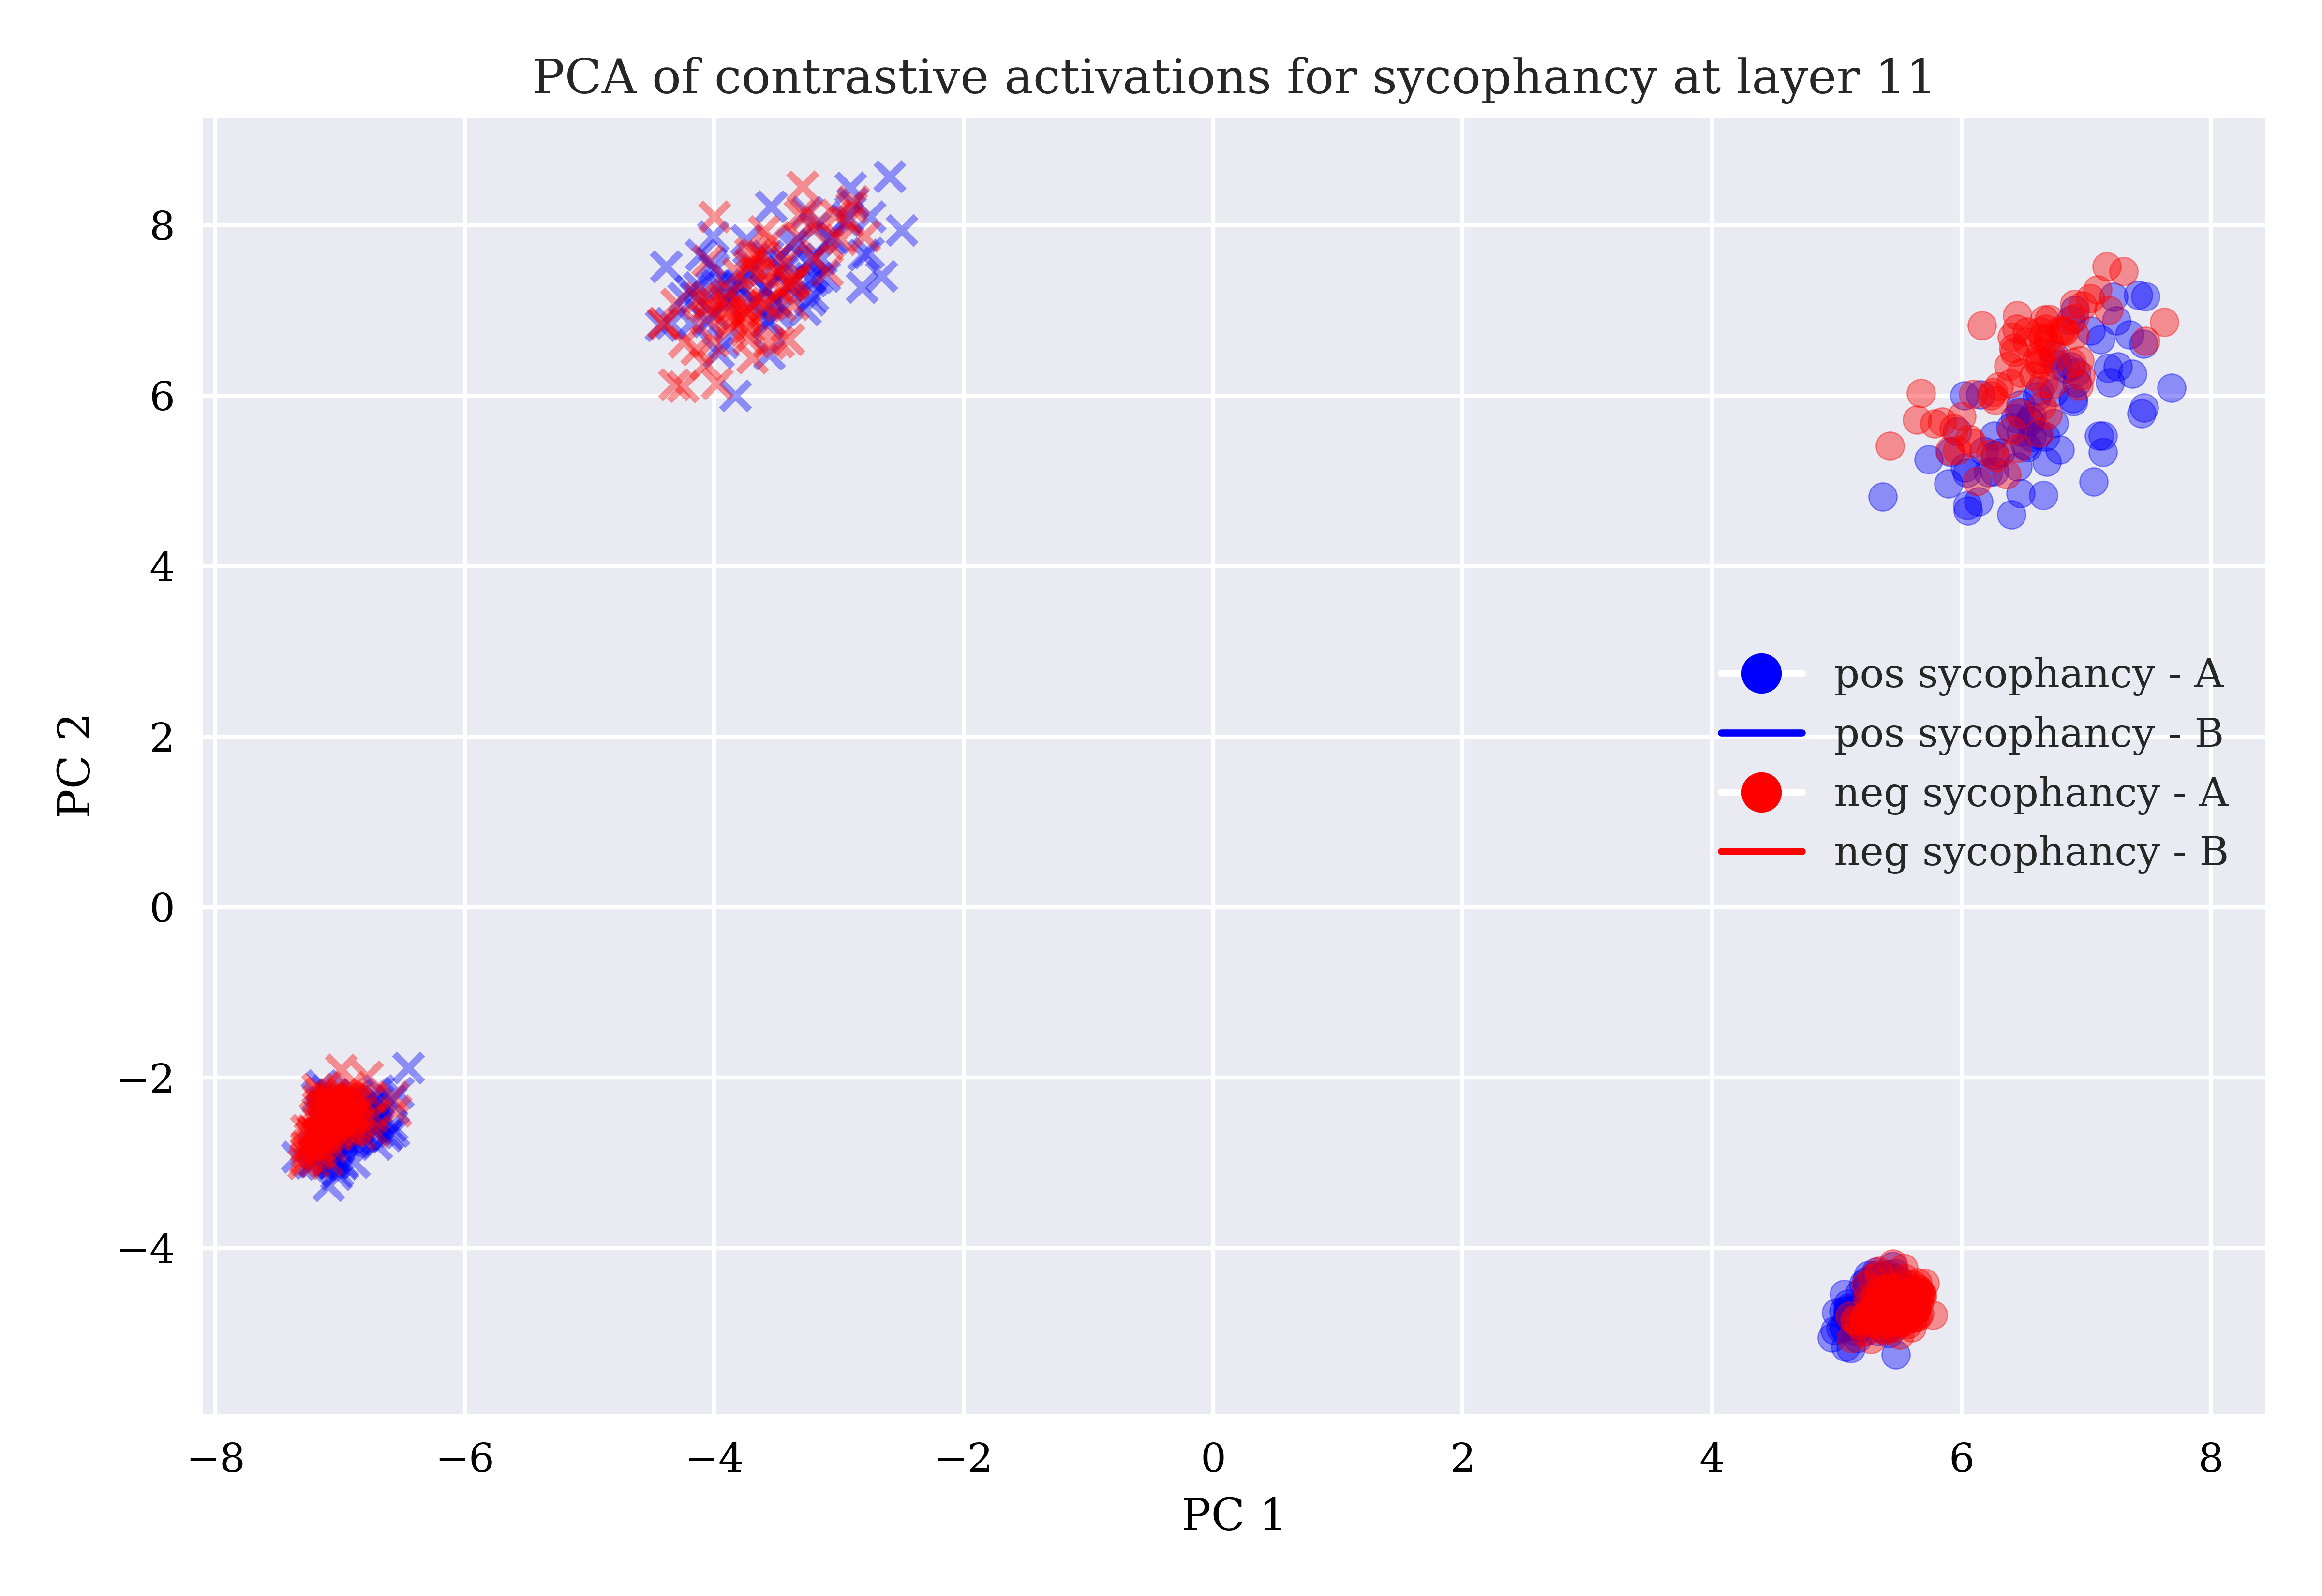 PCA of contrastive activations for sycophancy at layer 11
8
6
4
2
0
−2
−4
PC 2
pos sycophancy - A
pos sycophancy - B
neg sycophancy - A
neg sycophancy - B
−8 −6 −4 −2 0 2 4 6 8
PC 1